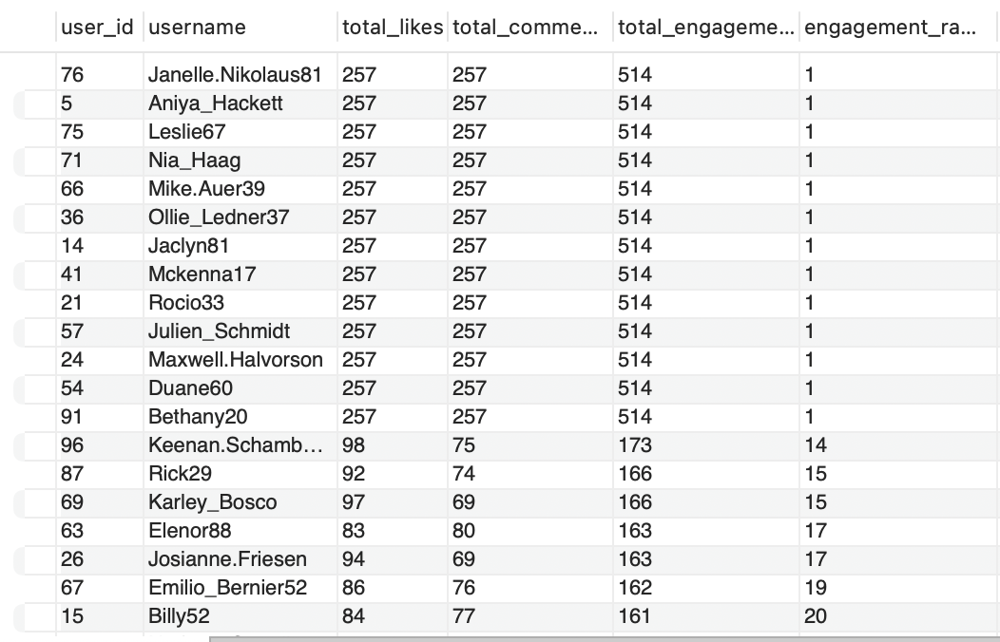 user_id username total_likes total_comme... total_engageme... engagement_ra...
76 Janelle.Nikolaus81 257 257 514 1
5 Aniya_Hackett 257 257 514 1
75 Leslie67 257 257 514 1
71 Nia_Haag 257 257 514 1
66 Mike.Auer39 257 257 514 1
36 Ollie_Ledner37 257 257 514 1
14 Jaclyn81 257 257 514 1
41 Mckenna17 257 257 514 1
21 Rocio33 257 257 514 1
57 Julien_Schmidt 257 257 514 1
24 Maxwell.Halvorson 257 257 514 1
54 Duane60 257 257 514 1
91 Bethany20 257 257 514 1
96 Keenan.Schamb... 98 75 173 14
87 Rick29 92 74 166 15
69 Karley_Bosco 97 69 166 15
63 Elenor88 83 80 163 17
26 Josianne.Friesen 94 69 163 17
67 Emilio_Bernier52 86 76 162 19
15 Billy52 84 77 161 20